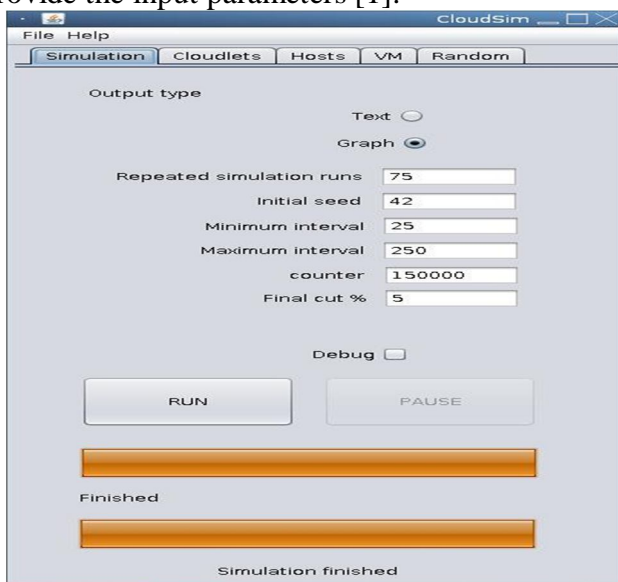 provide the input parameters [1].
CloudSim
File Help
Simulation Cloudlets Hosts VM Random
Output type
Text
Graph
Repeated simulation runs 75
Initial seed 42
Minimum interval 25
Maximum interval 250
counter 150000
Final cut % 5
Debug
RUN PAUSE
Finished
Simulation finished